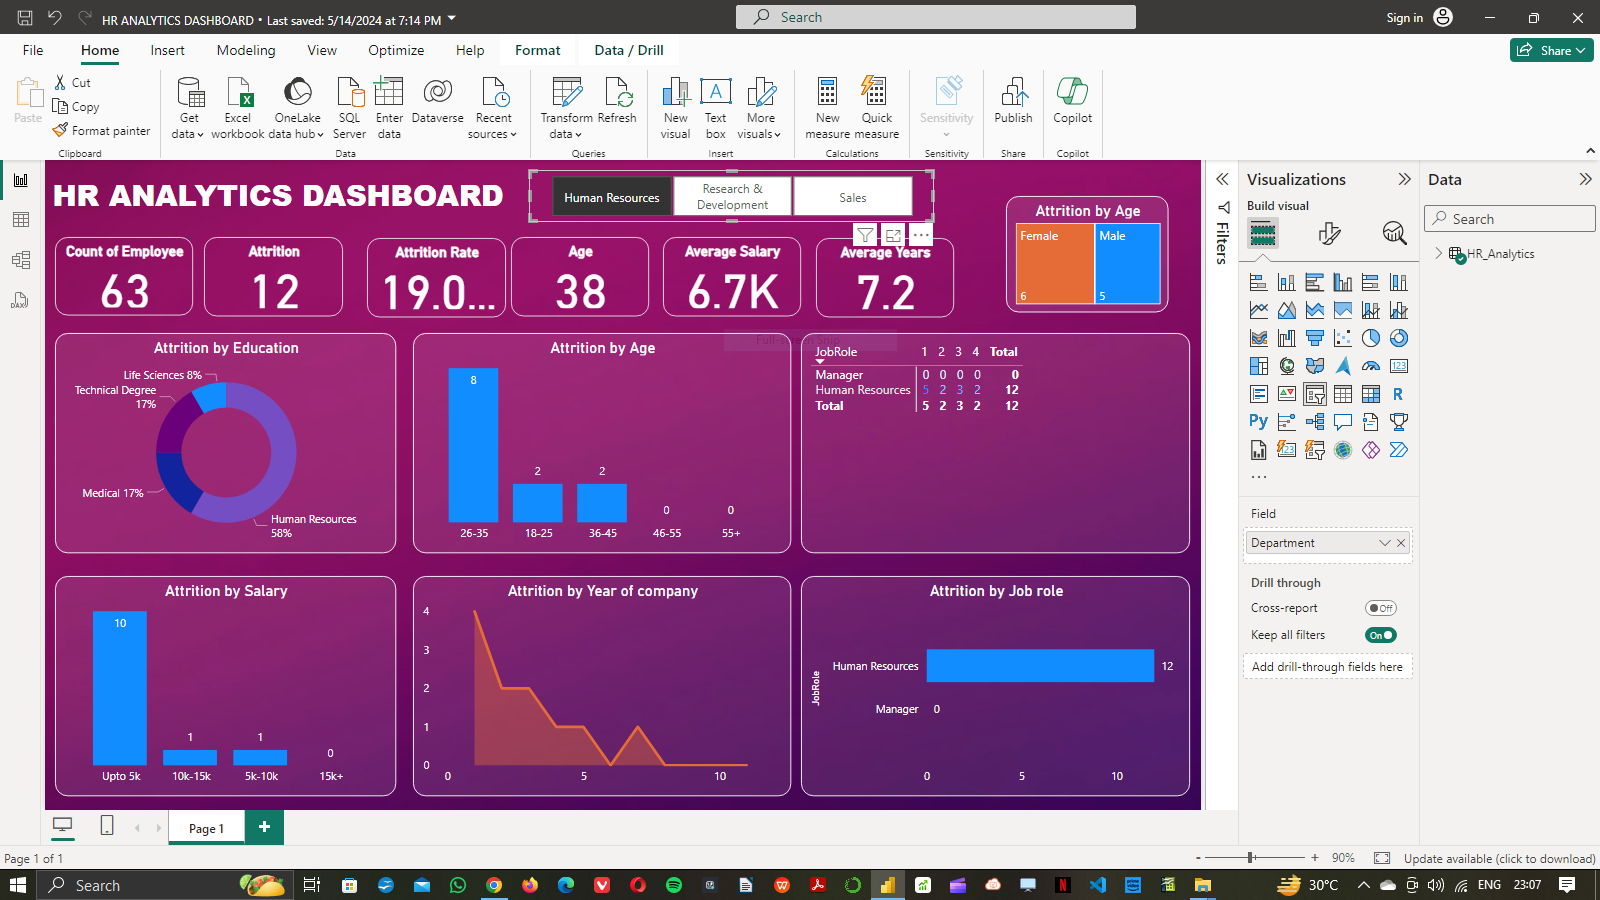 HR ANALYTICS DASHBOARD • Last saved: 5/14/2024 at 7:14 PM
Search
Sign in
File
Home
Insert
Modeling
View
Optimize
Help
Format
Data / Drill
Share
Paste
Cut
Copy
Format painter
Clipboard
Get
data
Excel
workbook
OneLake
data hub
SQL
Server
Enter
data
Dataverse
Recent
sources
Data
Transform
data
Refresh
Queries
New
visual
Text
box
More
visuals
Insert
New
measure
Quick
measure
Calculations
Sensitivity
Sensitivity
Publish
Share
Copilot
Copilot
HR ANALYTICS DASHBOARD
Human Resources
Research &
Development
Sales
Count of Employee
63
Attrition
12
Attrition Rate
19.0...
Age
38
Average Salary
6.7K
Average Years
7.2
Attrition by Age
Female
6
Male
5
Attrition by Education
Life Sciences 8%
Technical Degree
17%
Medical 17%
Human Resources
58%
Attrition by Age
8
2
2
0
0
26-35
18-25
36-45
46-55
55+
Full-screen Snip
JobRole 1 2 3 4 Total
Manager 0 0 0 0 0
Human Resources 5 2 3 2 12
Total 5 2 3 2 12
Attrition by Salary
10
1
1
0
Upto 5k
10k-15k
5k-10k
15k+
Attrition by Year of company
4
3
2
1
0
0
5
10
Attrition by Job role
JobRole
Human Resources
12
Manager
0
0
5
10
Filters
Visualizations
Build visual
Field
Department
Drill through
Cross-report
Off
Keep all filters
On
Add drill-through fields here
Data
Search
HR_Analytics
Page 1
Page 1 of 1
- + 90%
Update available (click to download)
Search
30°C
ENG
23:07